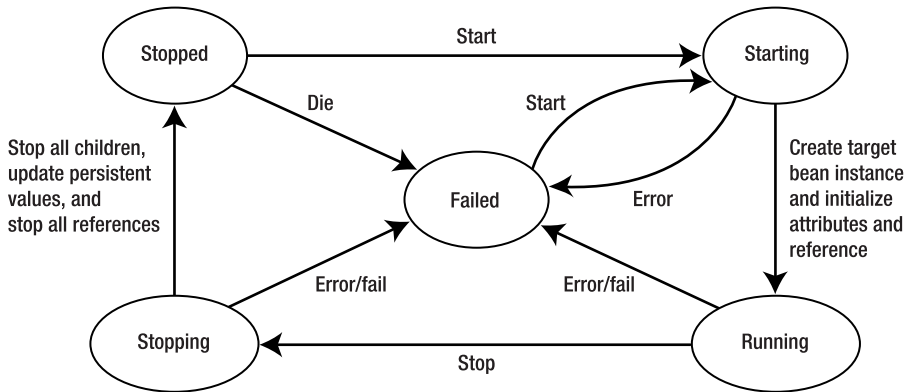 Stopped
Start
Starting
Die
Start
Stop all children,
update persistent
values, and
stop all references
Create target
bean instance
and initialize
attributes and
reference
Failed
Error
Error/fail
Error/fail
Stopping
Stop
Running